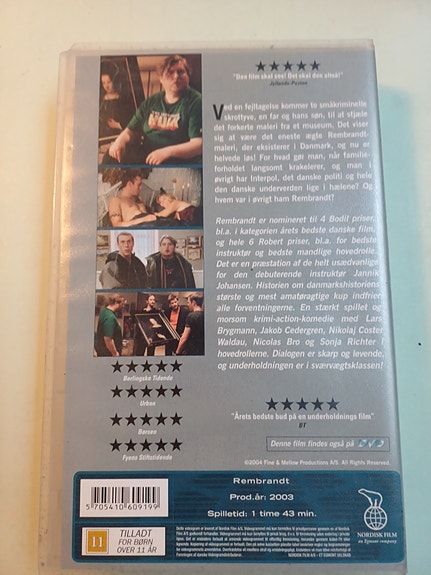 ★★★★★
"Den film skal ses! Det skal den altså!"
Jyllands-Posten
Ved en fejltagelse kommer to småkriminelle
skrottyve, en far og hans søn, til at stjæle
det forkerte maleri fra et museum. Det viser
sig at være det eneste ægte Rembrandt-
maleri, der eksisterer i Danmark, og nu er
helvede løs! For hvad gør man, når familie-
forholdet langsomt krakelerer, og man i
øvrigt har Interpol, det danske politi og hele
den danske underverden lige i hælene? Og
hvem var i øvrigt ham Rembrandt?
Rembrandt er nomineret til 4 Bodil priser,
bl.a. i kategorien årets bedste danske film,
og hele 6 Robert priser, bl.a. for bedste
instruktør og bedste mandlige hovedrolle.
Det er en præstation af de helt usædvanlige
for den debuterende instruktør Jannik
Johansen. Historien om danmarkshistoriens
største og mest amatøragtige kup indfrier
alle forventningerne. En stærkt spillet og
morsom krimi-action-komedie med Lars
Brygmann, Jakob Cedergren, Nikolaj Coster
Waldau, Nicolas Bro og Sonja Richter i
hovedrollerne. Dialogen er skarp og levende,
og underholdningen er i sværvægtsklassen!
★★★★★
Berlingske Tidende
★★★★★
Urban
★★★★★
Børsen
★★★★★
Fyens Stiftstidende
★★★★★
"Årets bedste bud på en underholdnings film"
BT
Denne film findes også på DVD
©2004 Fine & Mellow Productions A/S. All Rights Reserved.
Rembrandt
Prod.år: 2003
Spilletid: 1 time 43 min.
5 705410 609199
11
TILLADT
FOR BØRN
OVER 11 ÅR
NORDISK FILM
an Egmont company